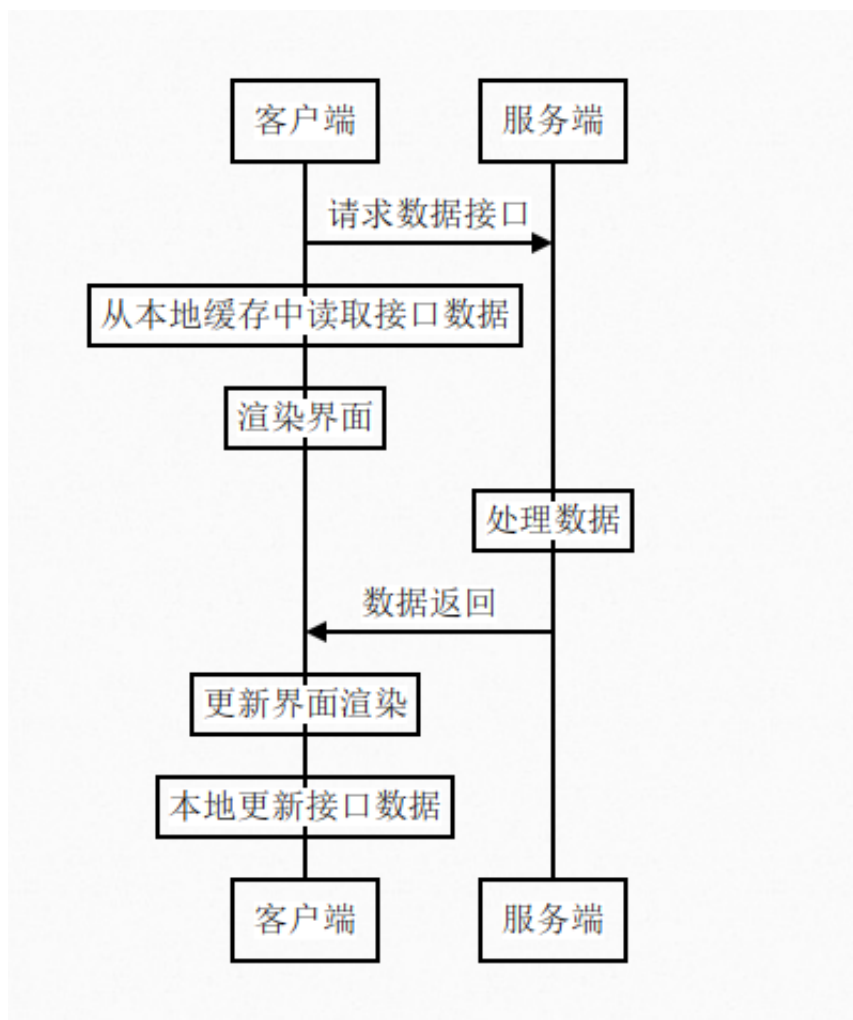 客户端
服务端
请求数据接口
从本地缓存中读取接口数据
渲染界面
处理数据
数据返回
更新界面渲染
本地更新接口数据
客户端
服务端